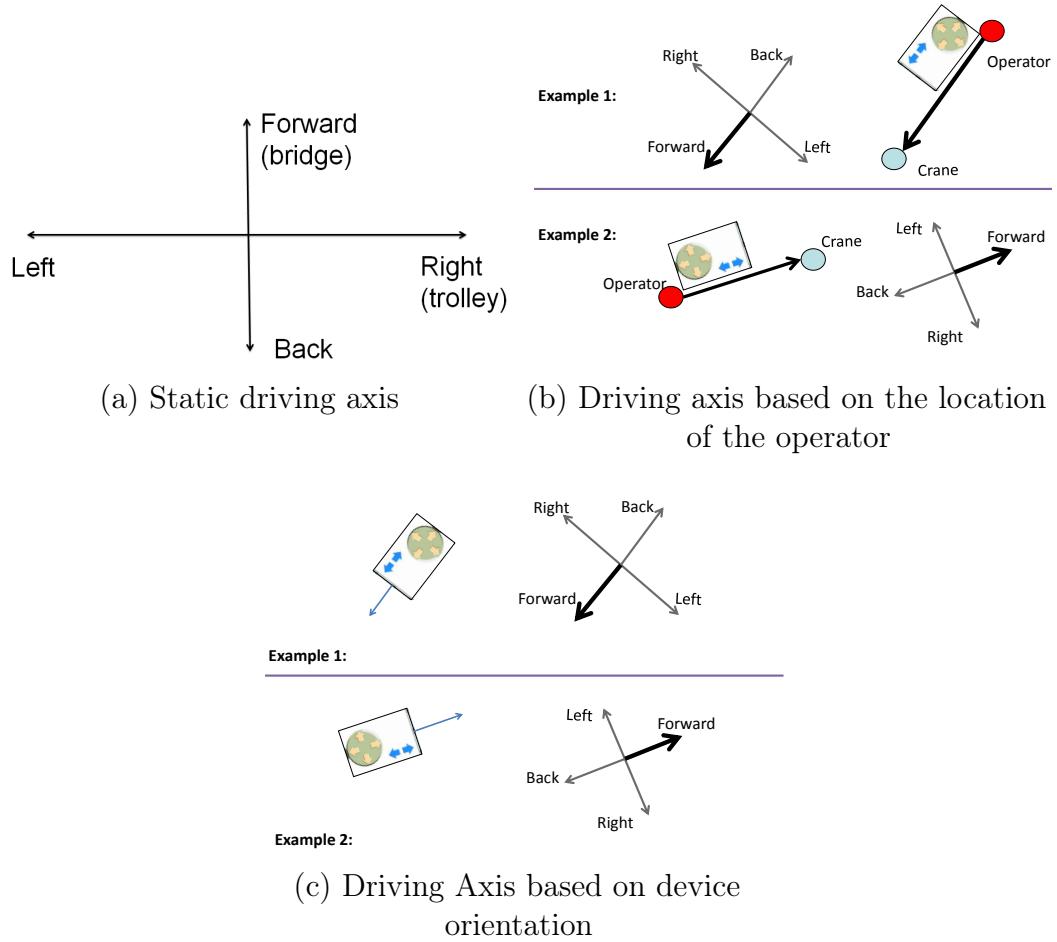 Forward
(bridge)
Left
Right
(trolley)
Back
(a) Static driving axis
Example 1:
Right
Back
Forward
Left
Operator
Crane
Example 2:
Operator
Crane
Left
Forward
Back
Right
(b) Driving axis based on the location
of the operator
Right
Back
Forward
Left
Example 1:
Left
Forward
Back
Right
Example 2:
(c) Driving Axis based on device
orientation